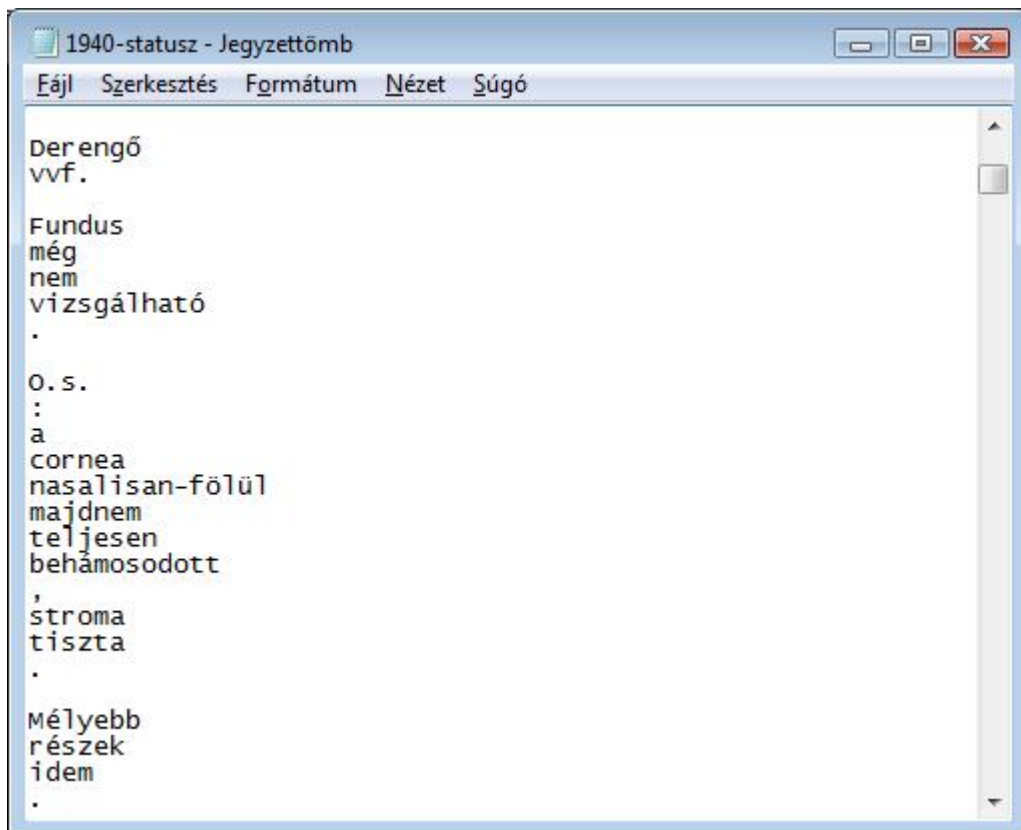 1940-statusz - Jegyzettömb
Fájl Szerkesztés Formátum Nézet Súgó
Derengő
vvf.
Fundus
még
nem
vizsgálható
.
O.s.
:
a
cornea
nasalisan-fölül
majdnem
teljesen
behámosodott
,
stroma
tiszta
.
Mélyebb
részek
idem
.